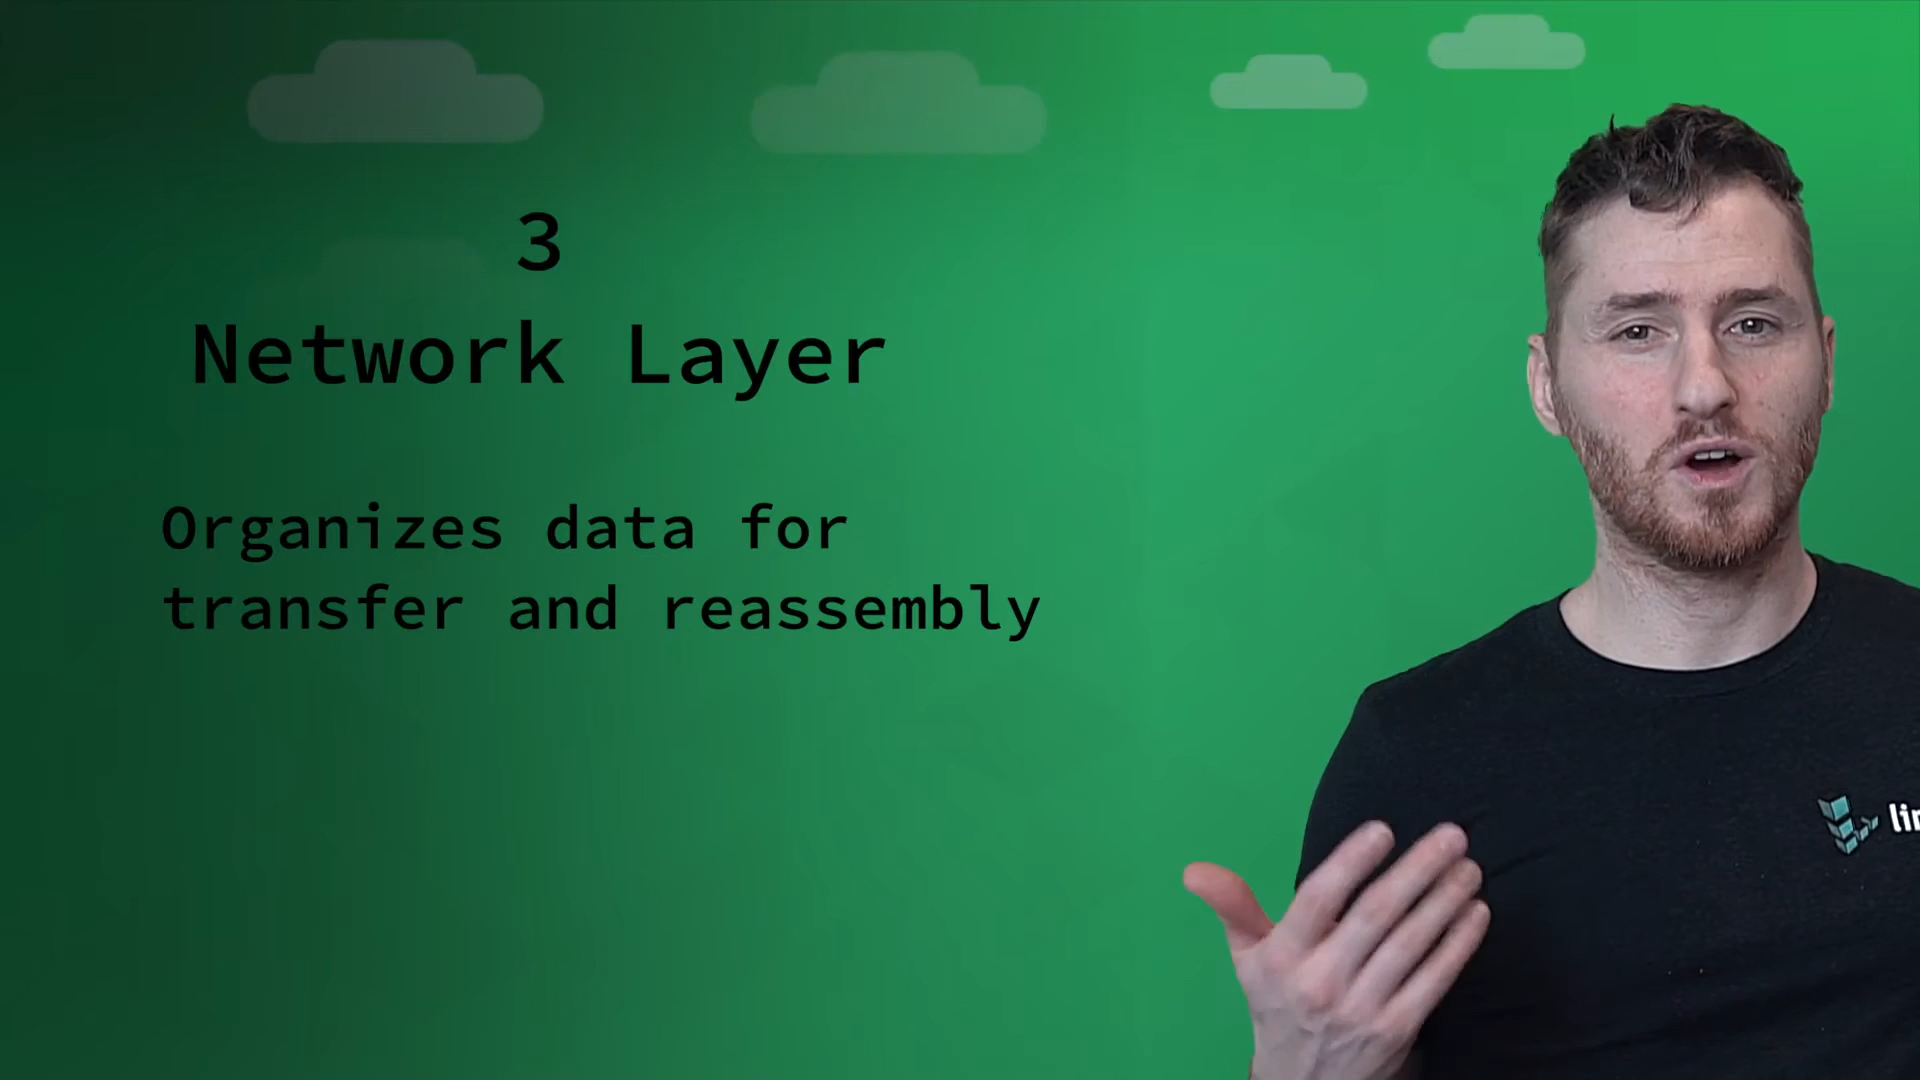 3
Network Layer
Organizes data for
transfer and reassembly